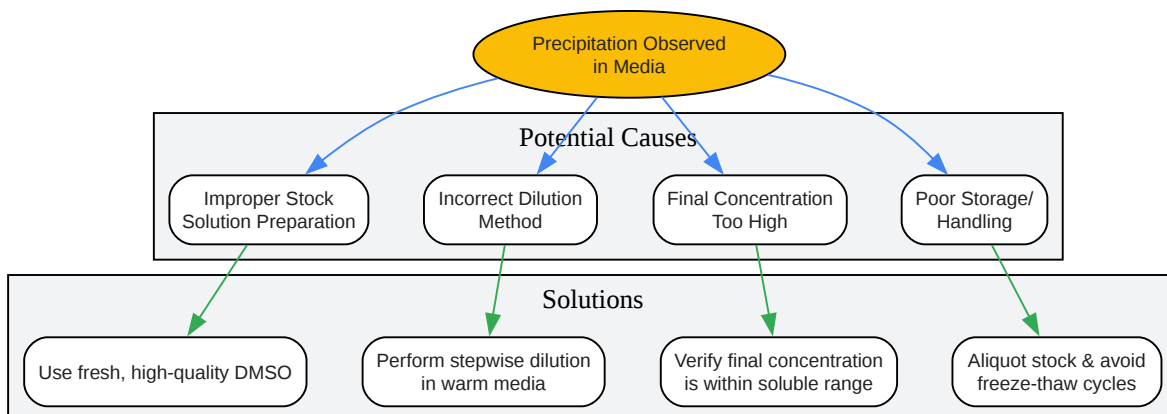 Precipitation Observed
in Media
Potential Causes
Improper Stock
Solution Preparation
Incorrect Dilution
Method
Final Concentration
Too High
Poor Storage/
Handling
Solutions
Use fresh, high-quality DMSO
Perform stepwise dilution
in warm media
Verify final concentration
is within soluble range
Aliquot stock & avoid
freeze-thaw cycles